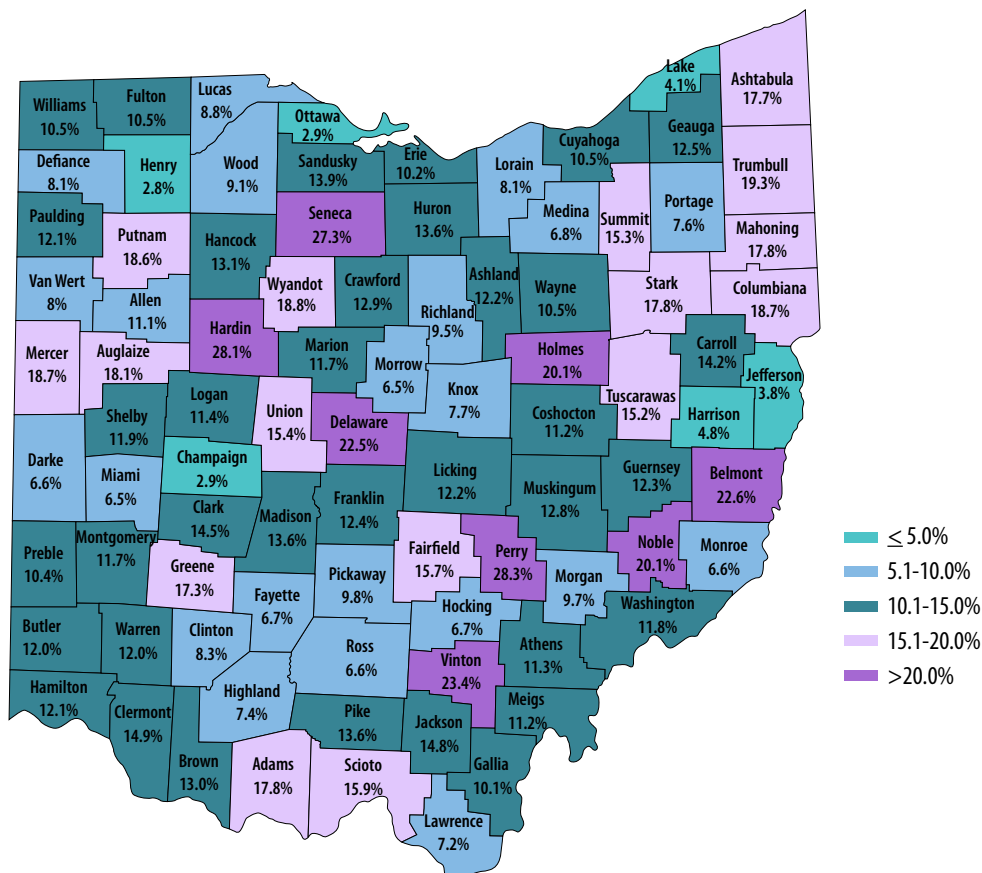 Williams
10.5%
Fulton
10.5%
Lucas
8.8%
Ottawa
2.9%
Lake
4.1%
Ashtabula
17.7%
Defiance
8.1%
Henry
2.8%
Wood
9.1%
Sandusky
13.9%
Erie
10.2%
Lorain
8.1%
Cuyahoga
10.5%
Geauga
12.5%
Trumbull
19.3%
Paulding
12.1%
Putnam
18.6%
Hancock
13.1%
Seneca
27.3%
Huron
13.6%
Medina
6.8%
Summit
15.3%
Portage
7.6%
Mahoning
17.8%
Van Wert
8%
Allen
11.1%
Wyandot
18.8%
Crawford
12.9%
Richland
9.5%
Ashland
12.2%
Wayne
10.5%
Stark
17.8%
Columbiana
18.7%
Mercer
18.7%
Auglaize
18.1%
Hardin
28.1%
Marion
11.7%
Morrow
6.5%
Knox
7.7%
Holmes
20.1%
Tuscarawas
15.2%
Carroll
14.2%
Jefferson
3.8%
Harrison
4.8%
Shelby
11.9%
Logan
11.4%
Union
15.4%
Delaware
22.5%
Coshocton
11.2%
Darke
6.6%
Miami
6.5%
Champaign
2.9%
Licking
12.2%
Muskingum
12.8%
Guernsey
12.3%
Belmont
22.6%
Clark
14.5%
Madison
13.6%
Franklin
12.4%
Preble
10.4%
Montgomery
11.7%
Greene
17.3%
Fairfield
15.7%
Perry
28.3%
Noble
20.1%
Monroe
6.6%
Fayette
6.7%
Pickaway
9.8%
Hocking
6.7%
Morgan
9.7%
Washington
11.8%
Butler
12.0%
Warren
12.0%
Clinton
8.3%
Ross
6.6%
Vinton
23.4%
Athens
11.3%
Hamilton
12.1%
Clermont
14.9%
Highland
7.4%
Pike
13.6%
Jackson
14.8%
Meigs
11.2%
Brown
13.0%
Adams
17.8%
Scioto
15.9%
Gallia
10.1%
Lawrence
7.2%
≤ 5.0%
5.1-10.0%
10.1-15.0%
15.1-20.0%
>20.0%